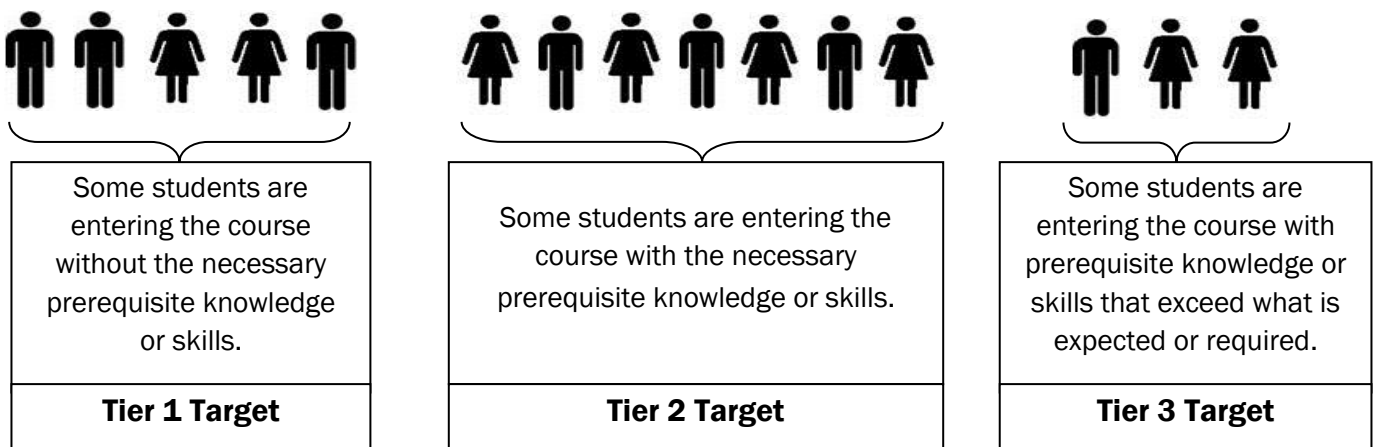 Some students are
entering the course
without the necessary
prerequisite knowledge
or skills.
Tier 1 Target
Some students are entering the
course with the necessary
prerequisite knowledge or skills.
Tier 2 Target
Some students are
entering the course with
prerequisite knowledge or
skills that exceed what is
expected or required.
Tier 3 Target